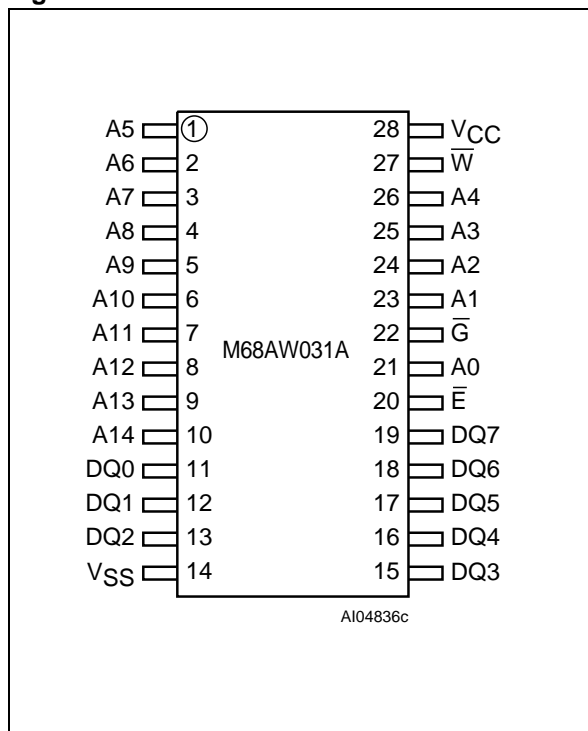 A5 1 28 VCC
A6 2 27 W̅
A7 3 26 A4
A8 4 25 A3
A9 5 24 A2
A10 6 23 A1
A11 7 22 G̅
M68AW031A
A12 8 21 A0
A13 9 20 E̅
A14 10 19 DQ7
DQ0 11 18 DQ6
DQ1 12 17 DQ5
DQ2 13 16 DQ4
VSS 14 15 DQ3
AI04836c